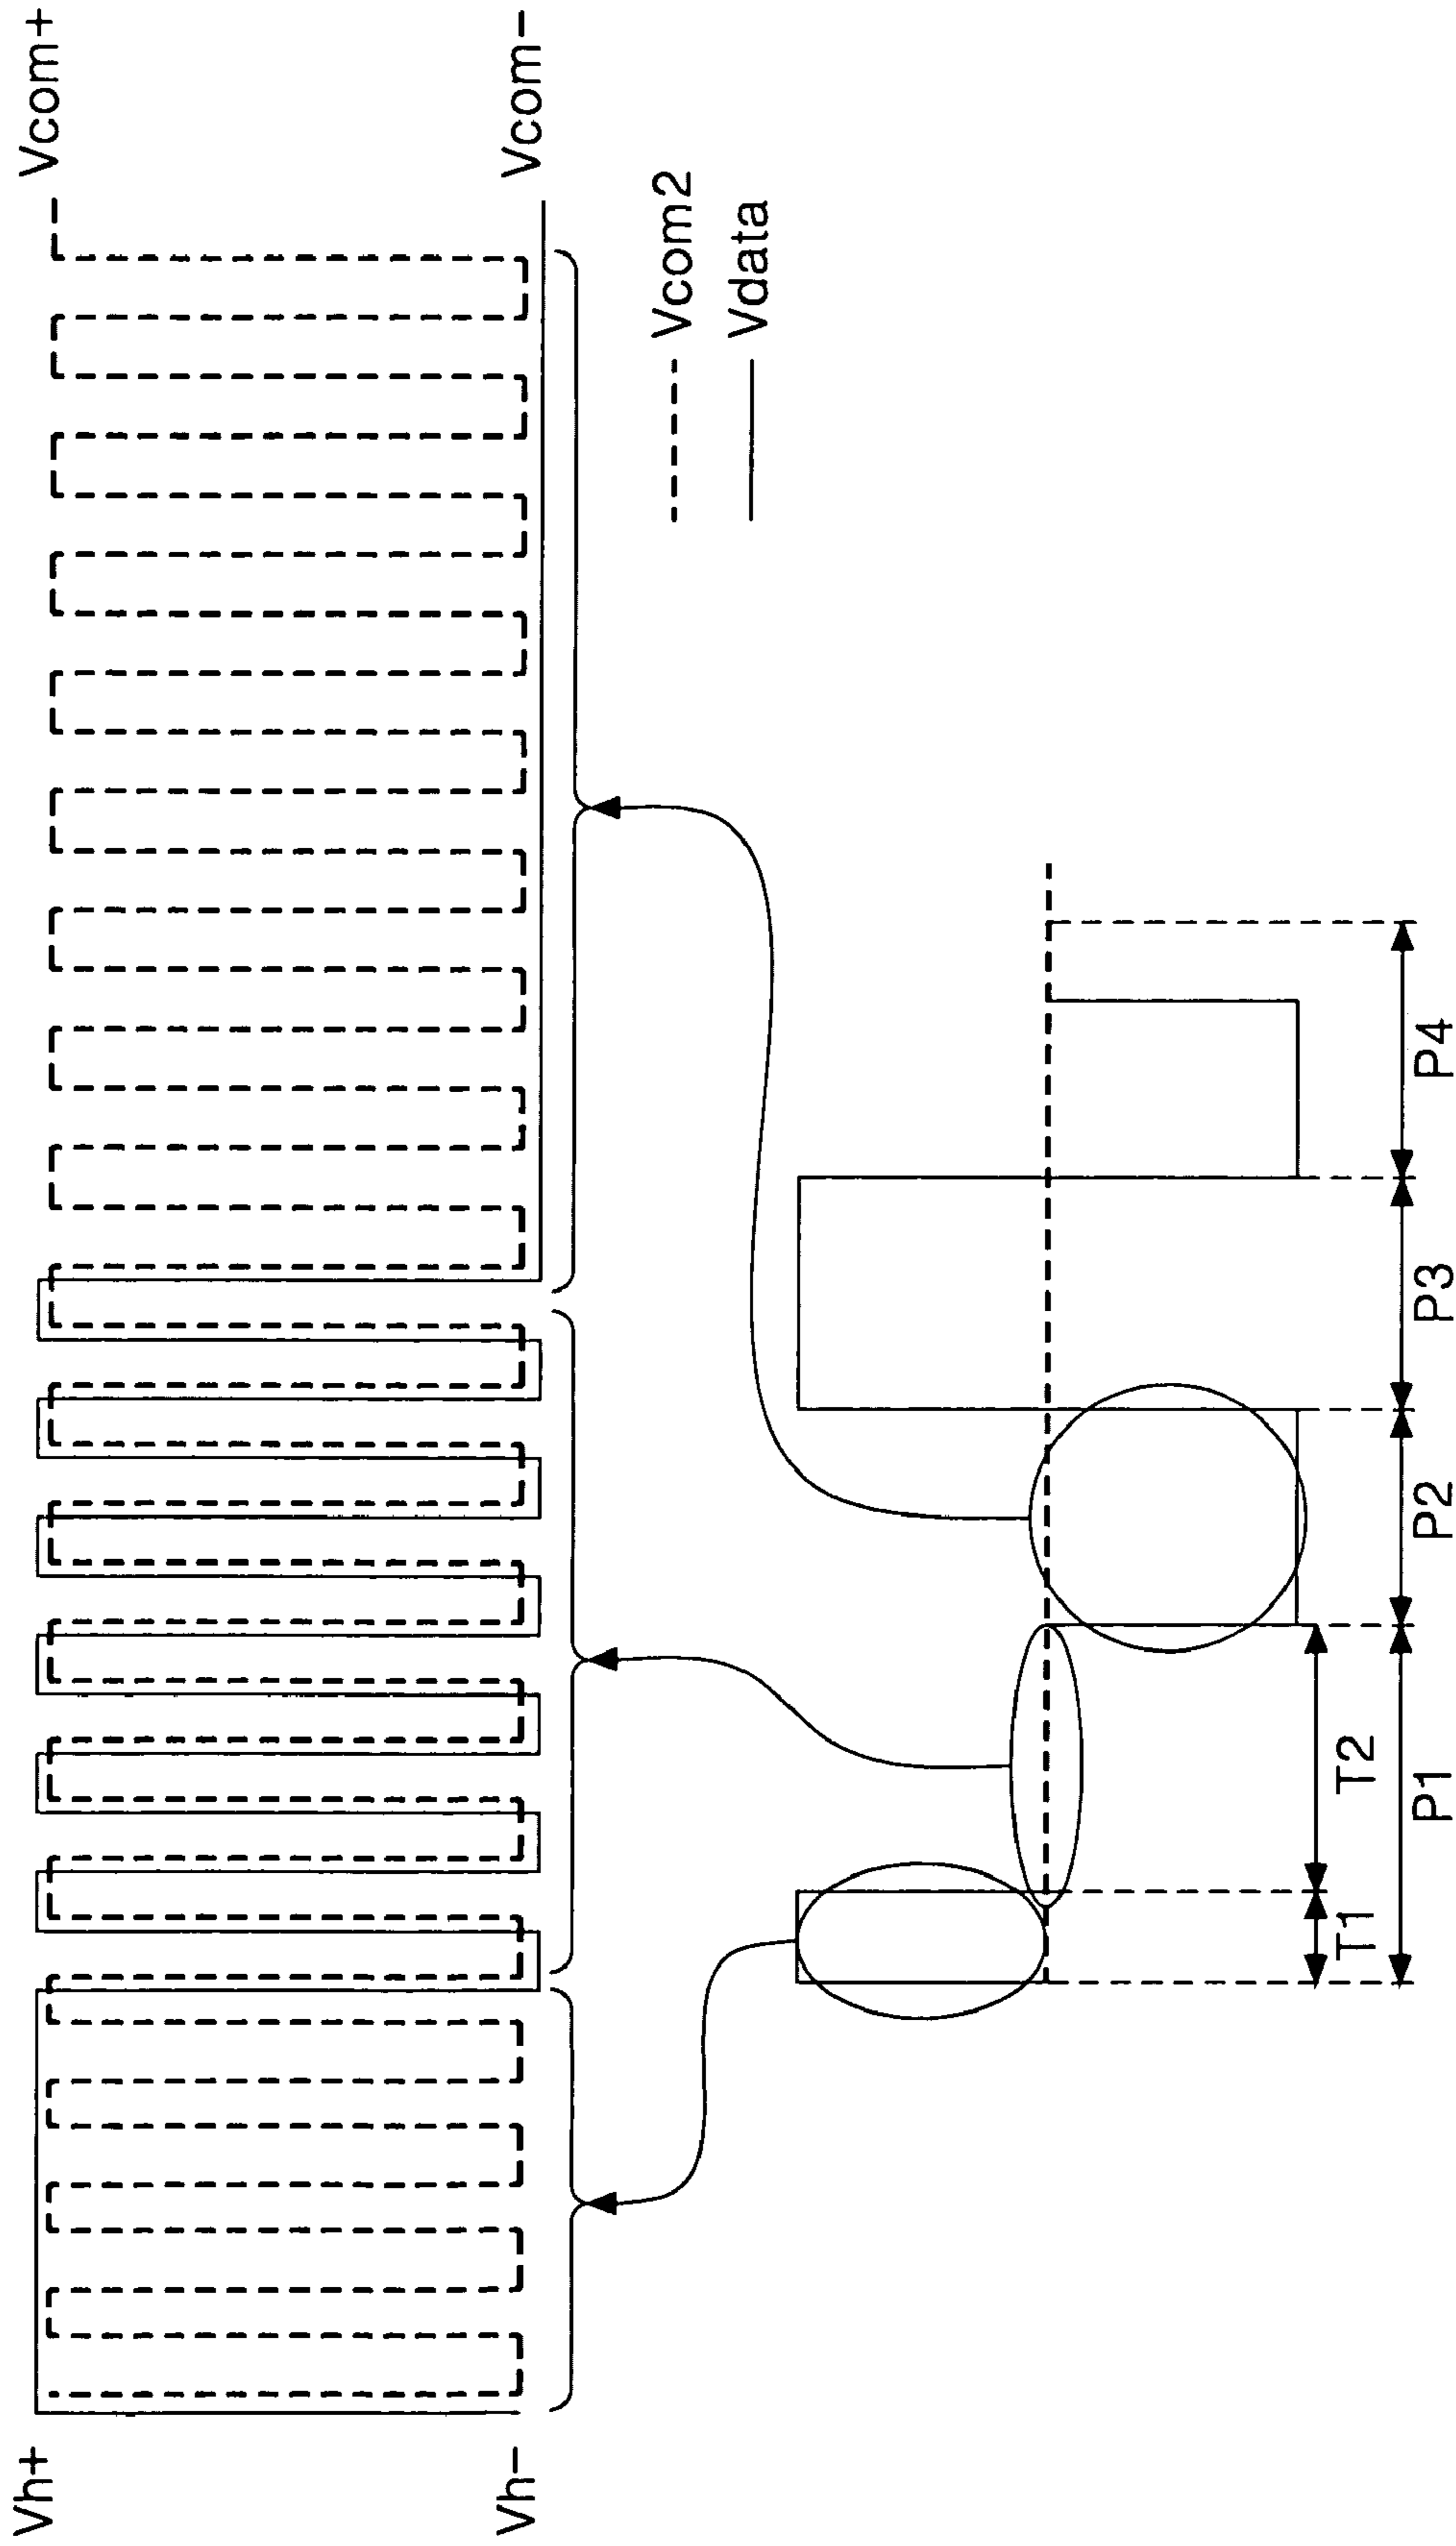 Vh+
Vh-
Vcom+
Vcom-
Vcom2
Vdata
T1
T2
P1
P2
P3
P4